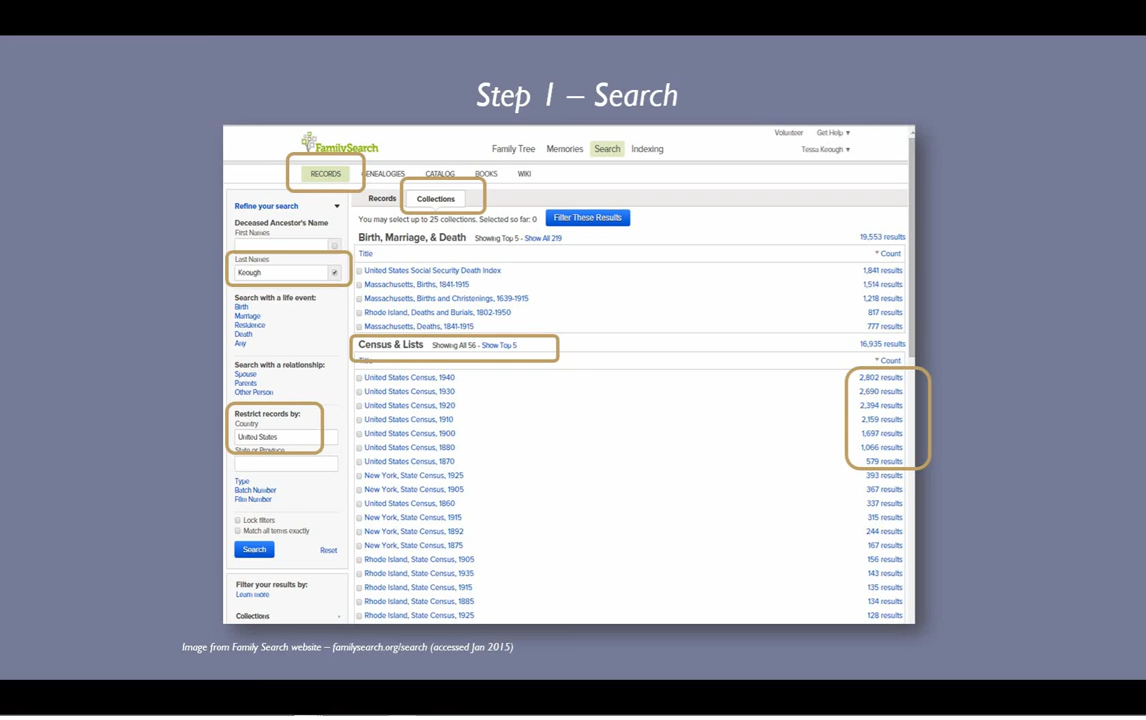 Step 1 – Search
Volunteer Get Help ▾
FamilySearch
Family Tree Memories Search Indexing
Tessa Keough ▾
RECORDS GENEALOGIES CATALOG BOOKS WIKI
Refine your search
Deceased Ancestor's Name
First Names
Last Names
Keough
Search with a life event:
Birth
Marriage
Residence
Death
Any
Search with a relationship:
Spouse
Parents
Other Person
Restrict records by:
Country
United States
State or Province
Type
Batch Number
Film Number
Lock filters
Match all terms exactly
Search Reset
Filter your results by:
Learn more
Collections
Records Collections
You may select up to 25 collections. Selected so far: 0 Filter These Results
Birth, Marriage, & Death Showing Top 5 - Show All 219 19,553 results
Title Count
United States Social Security Death Index 1,841 results
Massachusetts, Births, 1841-1915 1,514 results
Massachusetts, Births and Christenings, 1639-1915 1,218 results
Rhode Island, Deaths and Burials, 1802-1950 817 results
Massachusetts, Deaths, 1841-1915 777 results
Census & Lists Showing All 56 - Show Top 5 16,935 results
Title Count
United States Census, 1940 2,802 results
United States Census, 1930 2,690 results
United States Census, 1920 2,394 results
United States Census, 1910 2,159 results
United States Census, 1900 1,697 results
United States Census, 1880 1,066 results
United States Census, 1870 579 results
New York, State Census, 1925 393 results
New York, State Census, 1905 367 results
United States Census, 1860 337 results
New York, State Census, 1915 315 results
New York, State Census, 1892 244 results
New York, State Census, 1875 167 results
Rhode Island, State Census, 1905 156 results
Rhode Island, State Census, 1935 143 results
Rhode Island, State Census, 1915 135 results
Rhode Island, State Census, 1885 134 results
Rhode Island, State Census, 1925 128 results
Image from Family Search website – familysearch.org/search (accessed Jan 2015)